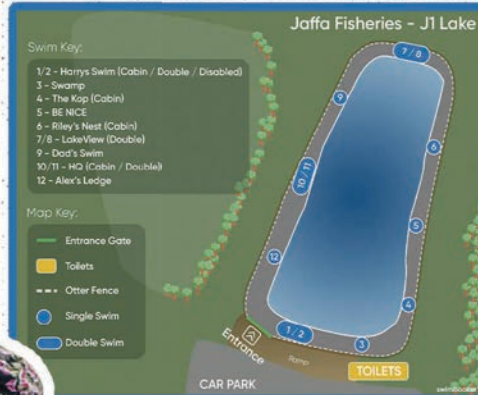 Jaffa Fisheries - J1 Lake
Swim Key:
1/2 - Harrys Swim (Cabin / Double / Disabled)
3 - Swamp
4 - The Kop (Cabin)
5 - BE NICE
6 - Riley's Nest (Cabin)
7/8 - LakeView (Double)
9 - Dad's Swim
10/11 - HQ (Cabin / Double)
12 - Alex's Ledge
Map Key:
Entrance Gate
Toilets
Otter Fence
Single Swim
Double Swim
7 / 8
9
6
10 / 11
5
12
4
1 / 2
3
Entrance
Ramp
TOILETS
CAR PARK
swimbooker